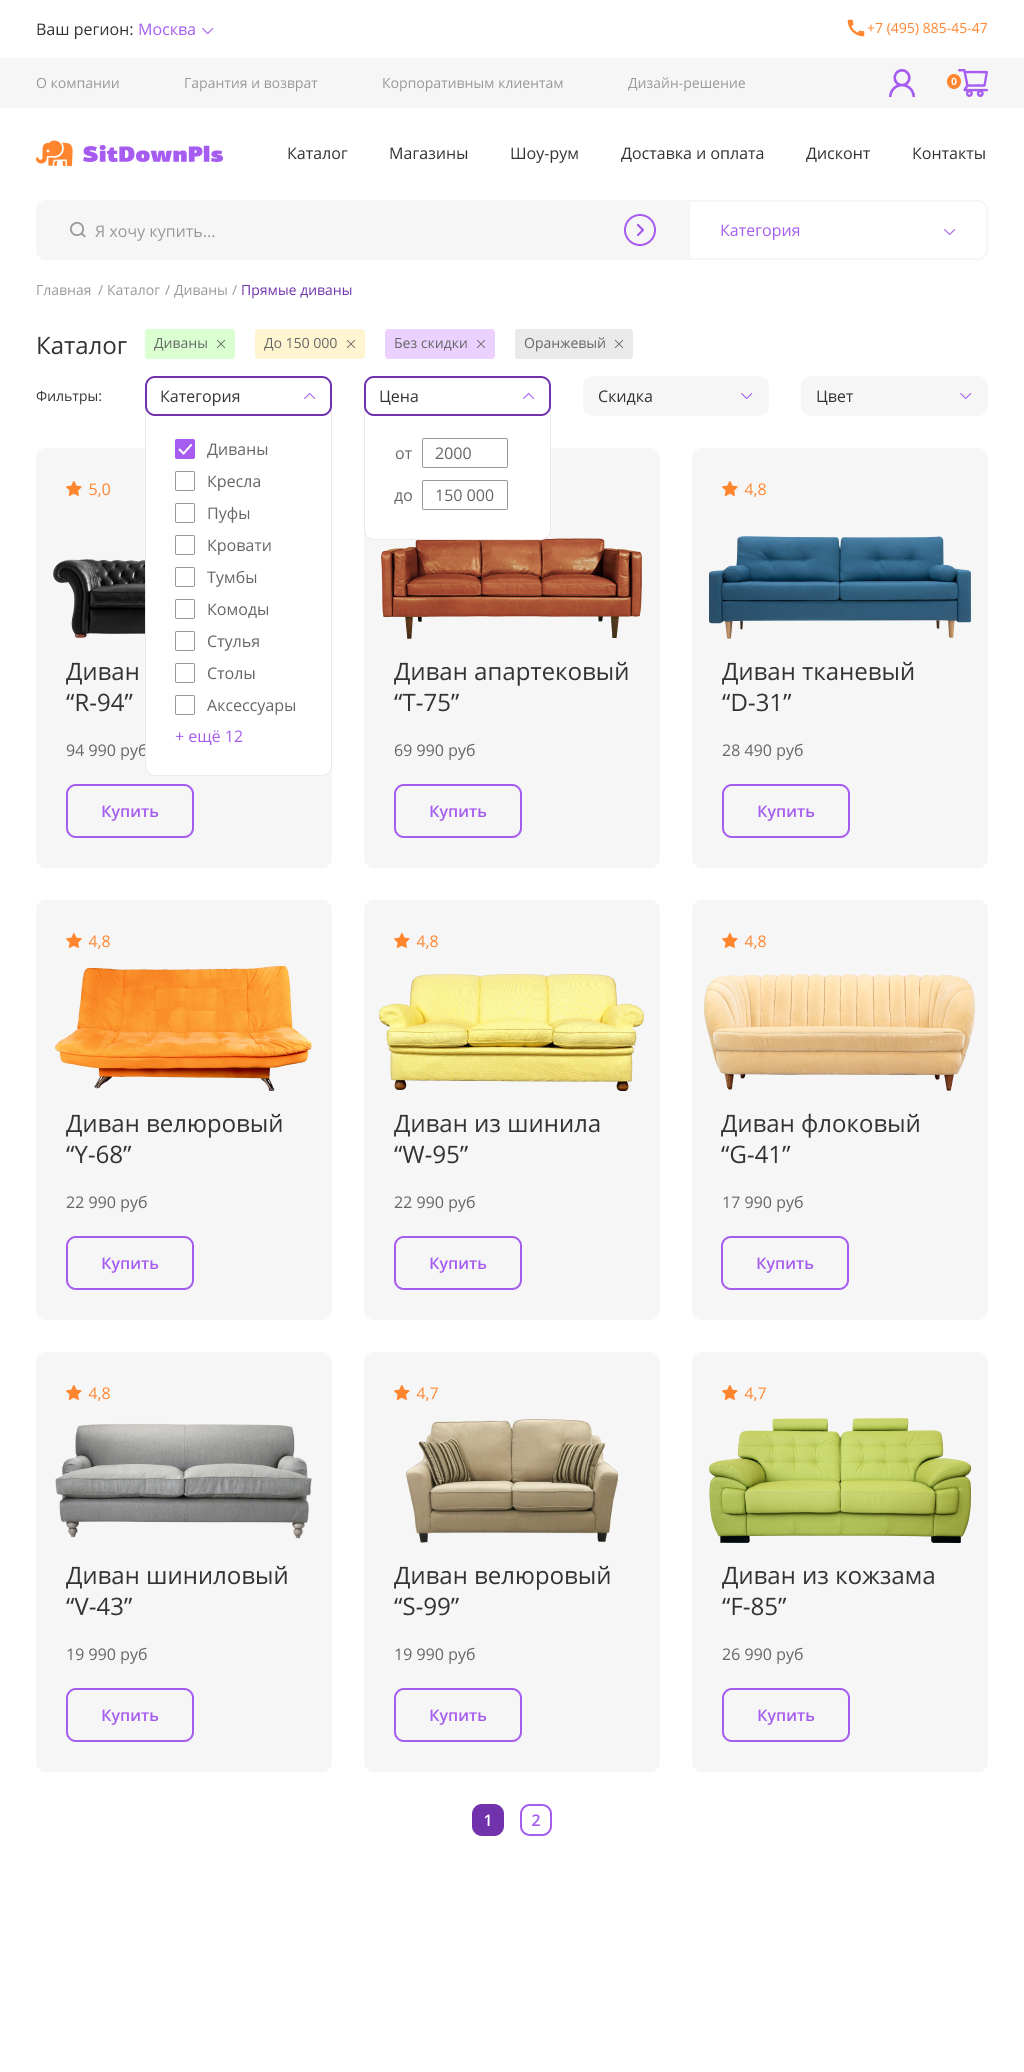 Ваш регион: Москва
+7 (495) 885-45-47
О компании Гарантия и возврат Корпоративным клиентам Дизайн-решение 0
SitDownPls Каталог Магазины Шоу-рум Доставка и оплата Дисконт Контакты
Я хочу купить... Категория
Главная / Каталог / Диваны / Прямые диваны
Каталог Диваны До 150 000 Без скидки Оранжевый
Фильтры: Категория Цена Скидка Цвет
Диваны
Кресла
Пуфы
Кровати
Тумбы
Комоды
Стулья
Столы
Аксессуары
+ ещё 12
от 2000
до 150 000
5,0
Диван
“R-94”
94 990 руб
Купить
Диван апартековый
“T-75”
69 990 руб
Купить
4,8
Диван тканевый
“D-31”
28 490 руб
Купить
4,8
Диван велюровый
“Y-68”
22 990 руб
Купить
4,8
Диван из шинила
“W-95”
22 990 руб
Купить
4,8
Диван флоковый
“G-41”
17 990 руб
Купить
4,8
Диван шиниловый
“V-43”
19 990 руб
Купить
4,7
Диван велюровый
“S-99”
19 990 руб
Купить
4,7
Диван из кожзама
“F-85”
26 990 руб
Купить
1 2